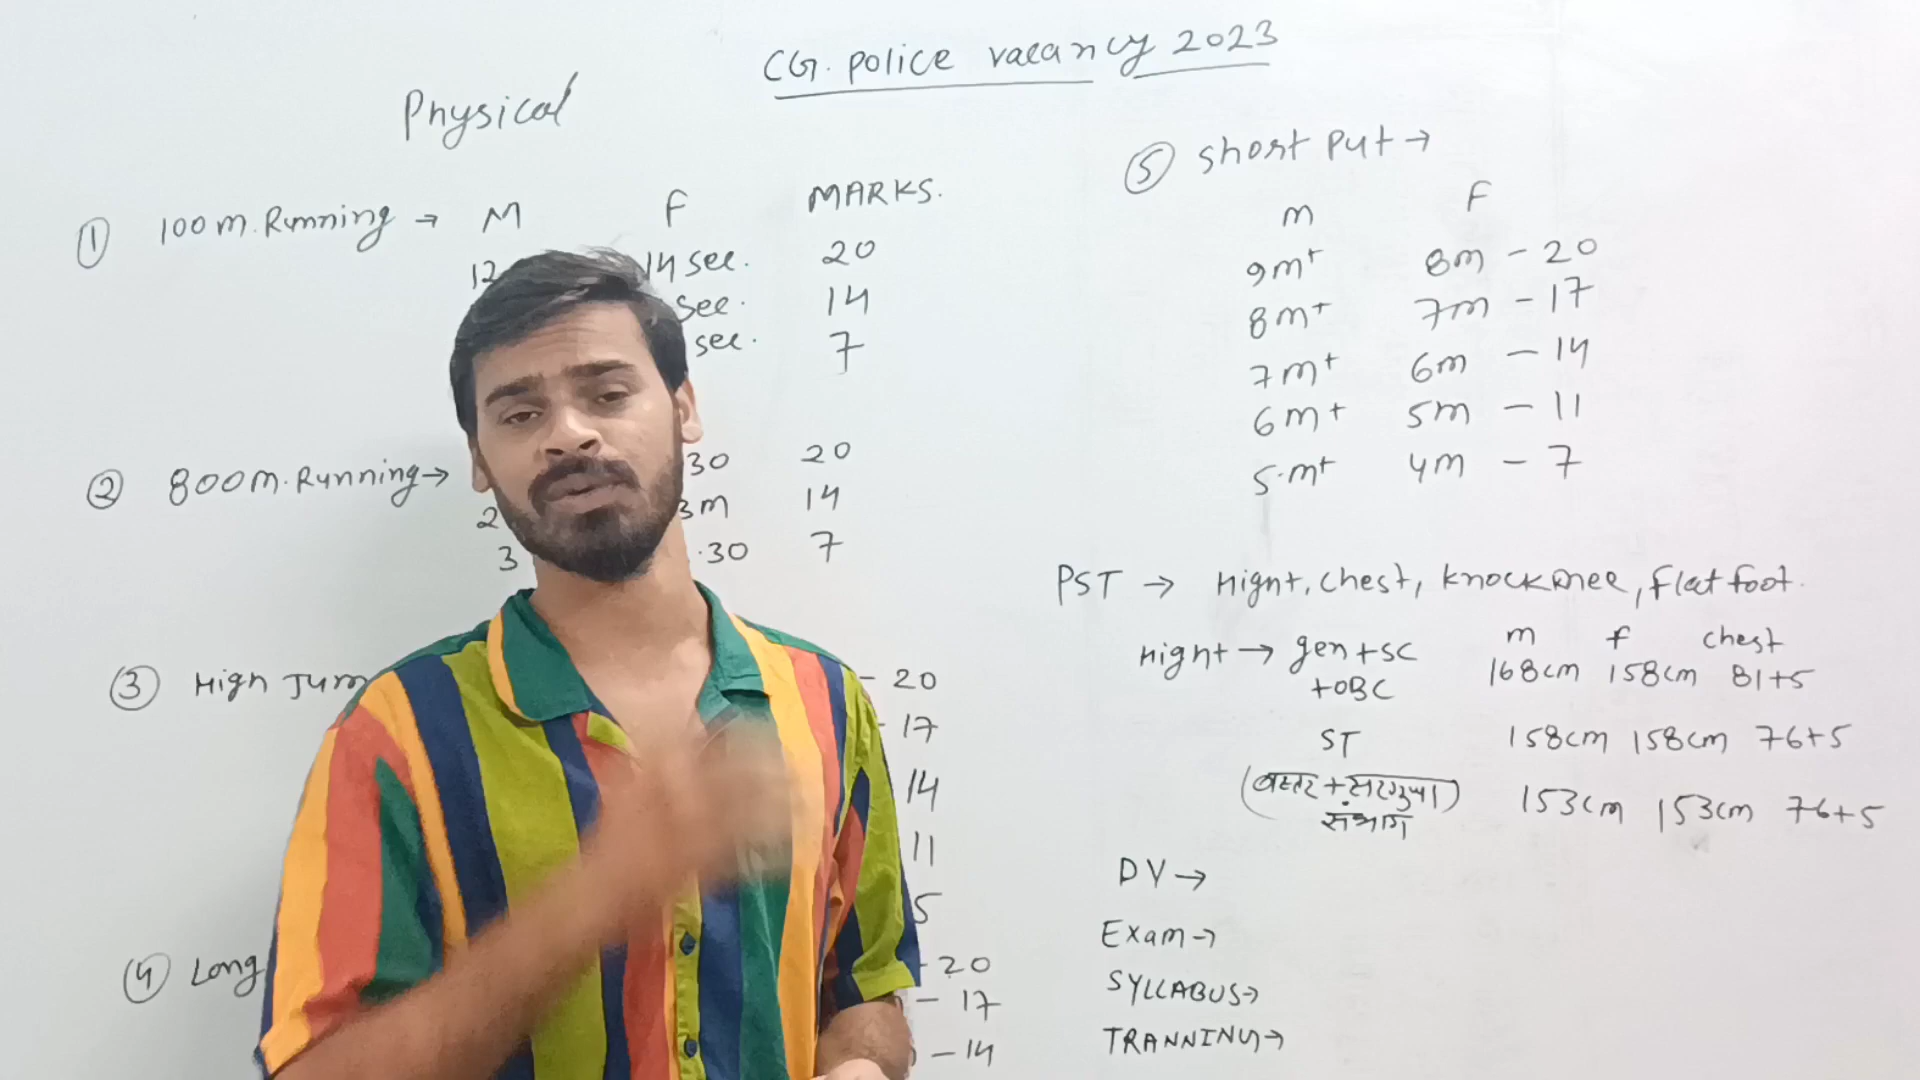 CG. police vacancy 2023
Physical
① 100m. Running → M F MARKS.
12 14 sec. 20
sec. 14
sec. 7
② 800m. Running →
30 20
2 3m 14
3 .30 7
③ High Jum - 20
- 17
14
11
5
④ Long - 20
- 17
- 14
⑤ short put →
m F
9m+ 8m - 20
8m+ 7m - 17
7m+ 6m - 14
6m+ 5m - 11
5.m+ 4m - 7
PST → Hight, chest, knockknee, flat foot.
m f chest
Hight → gen+SC 168cm 158cm 81+5
+OBC
ST 158cm 158cm 76+5
(बस्तर + सरगुजा) 153cm 153cm 76+5
संभाग
DV →
Exam →
SYLLABUS →
TRANNING →